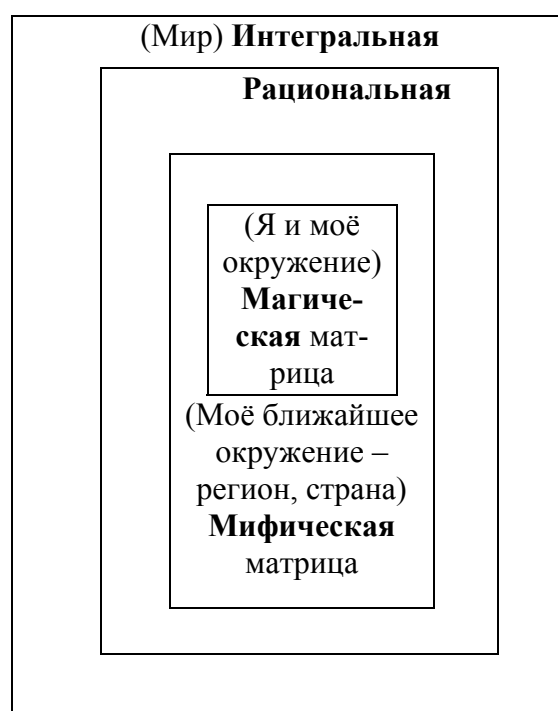 (Мир) Интегральная
Рациональная
(Я и моё
окружение)
Магиче-
ская мат-
рица
(Моё ближайшее
окружение –
регион, страна)
Мифическая
матрица